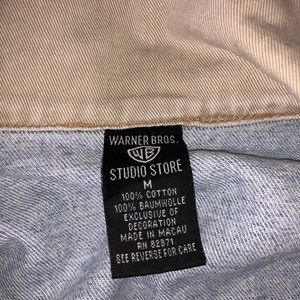 WARNER BROS.
WB
STUDIO STORE
M
100% COTTON
100% BAUMWOLLE
EXCLUSIVE OF
DECORATION
MADE IN MACAU
RN 82871
SEE REVERSE FOR CARE